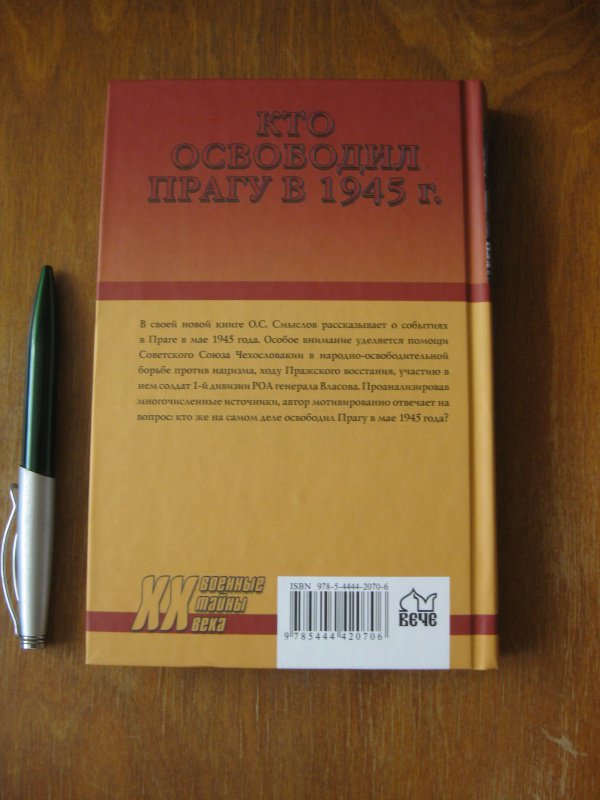 КТО
ОСВОБОДИЛ
ПРАГУ В 1945 г.
В своей новой книге О.С. Смыслов рассказывает о событиях
в Праге в мае 1945 года. Особое внимание уделяется помощи
Советского Союза Чехословакии в народно-освободительной
борьбе против нацизма, ходу Пражского восстания, участию в
нем солдат 1-й дивизии РОА генерала Власова. Проанализировав
многочисленные источники, автор мотивированно отвечает на
вопрос: кто же на самом деле освободил Прагу в мае 1945 года?
XX военные
тайны
века
ISBN 978-5-4444-2070-6
9 785444 420706
ВЕЧЕ